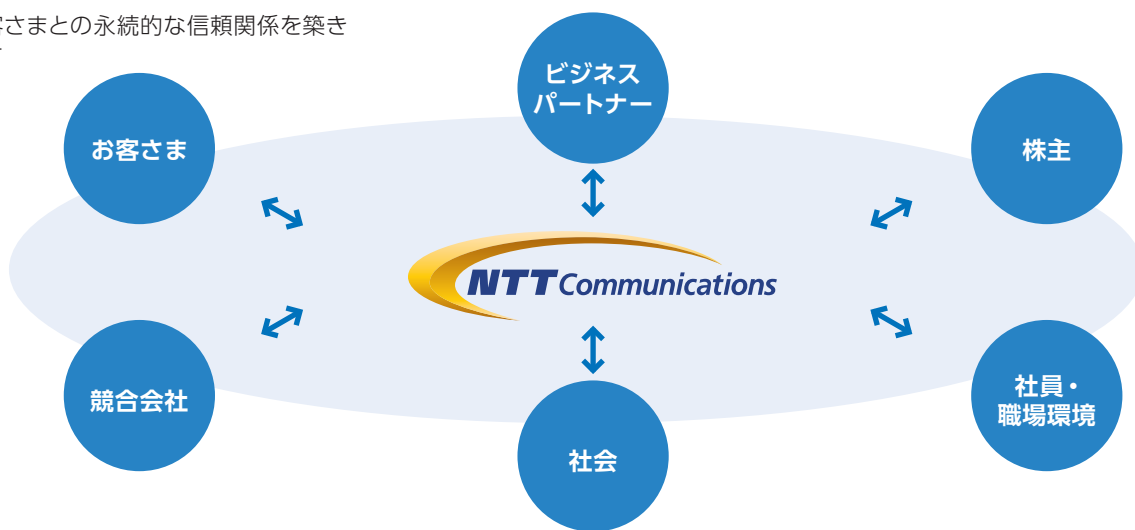 客さまとの永続的な信頼関係を築き
ビジネス
パートナー
お客さま
株主
NTT Communications
競合会社
社員・
職場環境
社会